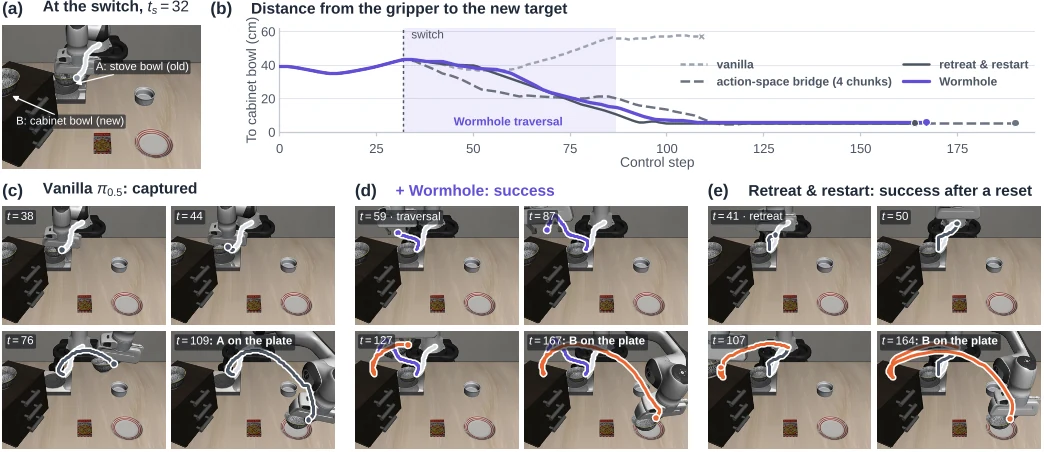 (a) At the switch, tₛ = 32
A: stove bowl (old)
B: cabinet bowl (new)
(b) Distance from the gripper to the new target
To cabinet bowl (cm)
60
40
20
0
switch
Wormhole traversal
vanilla
action-space bridge (4 chunks)
retreat & restart
Wormhole
0 25 50 75 100 125 150 175
Control step
(c) Vanilla π₀.₅: captured
t = 38
t = 44
t = 76
t = 109: A on the plate
(d) + Wormhole: success
t = 59 · traversal
t = 87
t = 127
t = 167: B on the plate
(e) Retreat & restart: success after a reset
t = 41 · retreat
t = 50
t = 107
t = 164: B on the plate